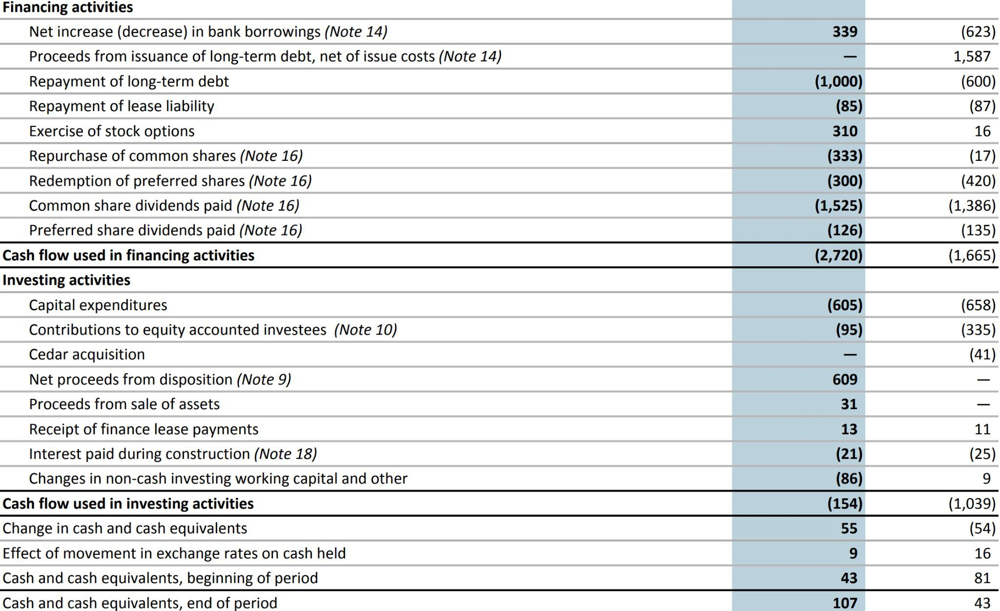 Financing activities
Net increase (decrease) in bank borrowings (Note 14) 339 (623)
Proceeds from issuance of long-term debt, net of issue costs (Note 14) — 1,587
Repayment of long-term debt (1,000) (600)
Repayment of lease liability (85) (87)
Exercise of stock options 310 16
Repurchase of common shares (Note 16) (333) (17)
Redemption of preferred shares (Note 16) (300) (420)
Common share dividends paid (Note 16) (1,525) (1,386)
Preferred share dividends paid (Note 16) (126) (135)
Cash flow used in financing activities (2,720) (1,665)
Investing activities
Capital expenditures (605) (658)
Contributions to equity accounted investees (Note 10) (95) (335)
Cedar acquisition — (41)
Net proceeds from disposition (Note 9) 609 —
Proceeds from sale of assets 31 —
Receipt of finance lease payments 13 11
Interest paid during construction (Note 18) (21) (25)
Changes in non-cash investing working capital and other (86) 9
Cash flow used in investing activities (154) (1,039)
Change in cash and cash equivalents 55 (54)
Effect of movement in exchange rates on cash held 9 16
Cash and cash equivalents, beginning of period 43 81
Cash and cash equivalents, end of period 107 43